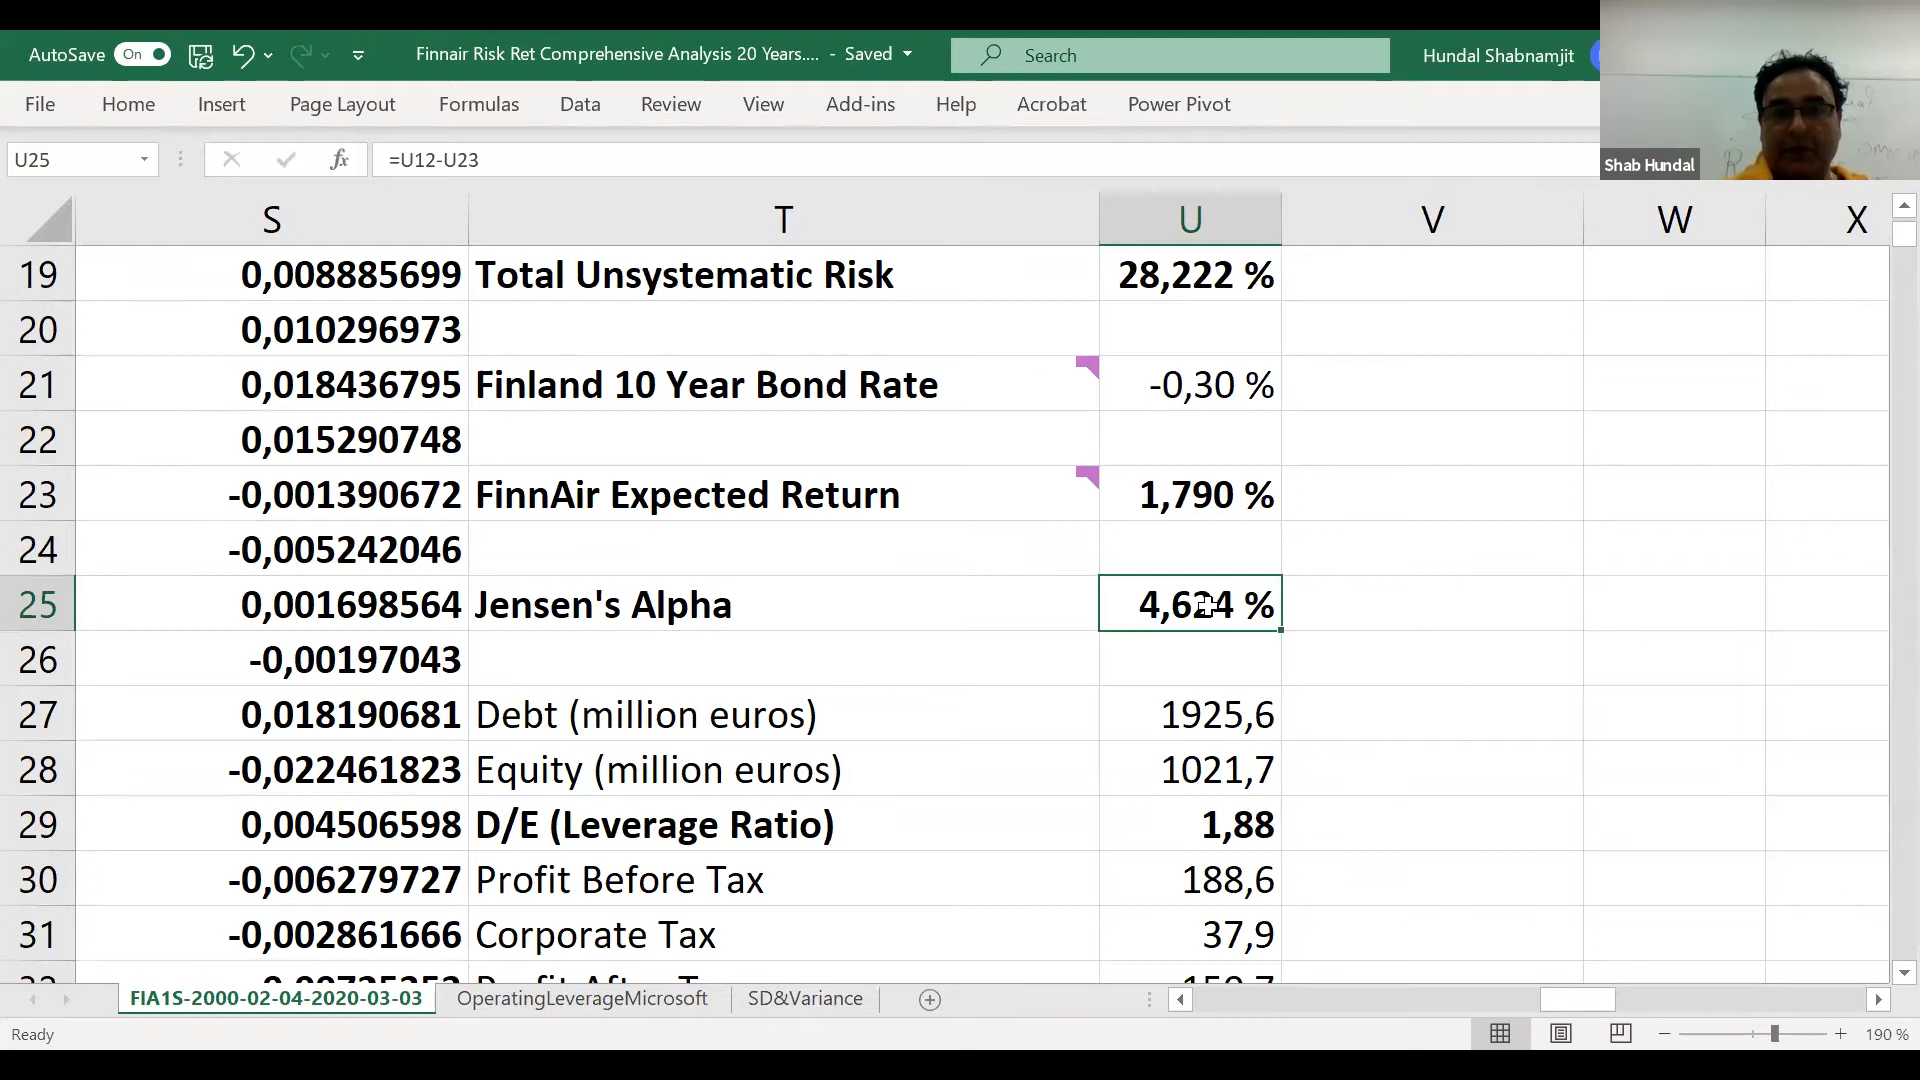 AutoSave On Finnair Risk Ret Comprehensive Analysis 20 Years.... - Saved Search Hundal Shabnamjit
File Home Insert Page Layout Formulas Data Review View Add-ins Help Acrobat Power Pivot
U25 fx =U12-U23
Shab Hundal
S T U V W X
19 0,008885699 Total Unsystematic Risk 28,222 %
20 0,010296973
21 0,018436795 Finland 10 Year Bond Rate -0,30 %
22 0,015290748
23 -0,001390672 FinnAir Expected Return 1,790 %
24 -0,005242046
25 0,001698564 Jensen's Alpha 4,624 %
26 -0,00197043
27 0,018190681 Debt (million euros) 1925,6
28 -0,022461823 Equity (million euros) 1021,7
29 0,004506598 D/E (Leverage Ratio) 1,88
30 -0,006279727 Profit Before Tax 188,6
31 -0,002861666 Corporate Tax 37,9
FIA1S-2000-02-04-2020-03-03 OperatingLeverageMicrosoft SD&Variance
Ready 190 %